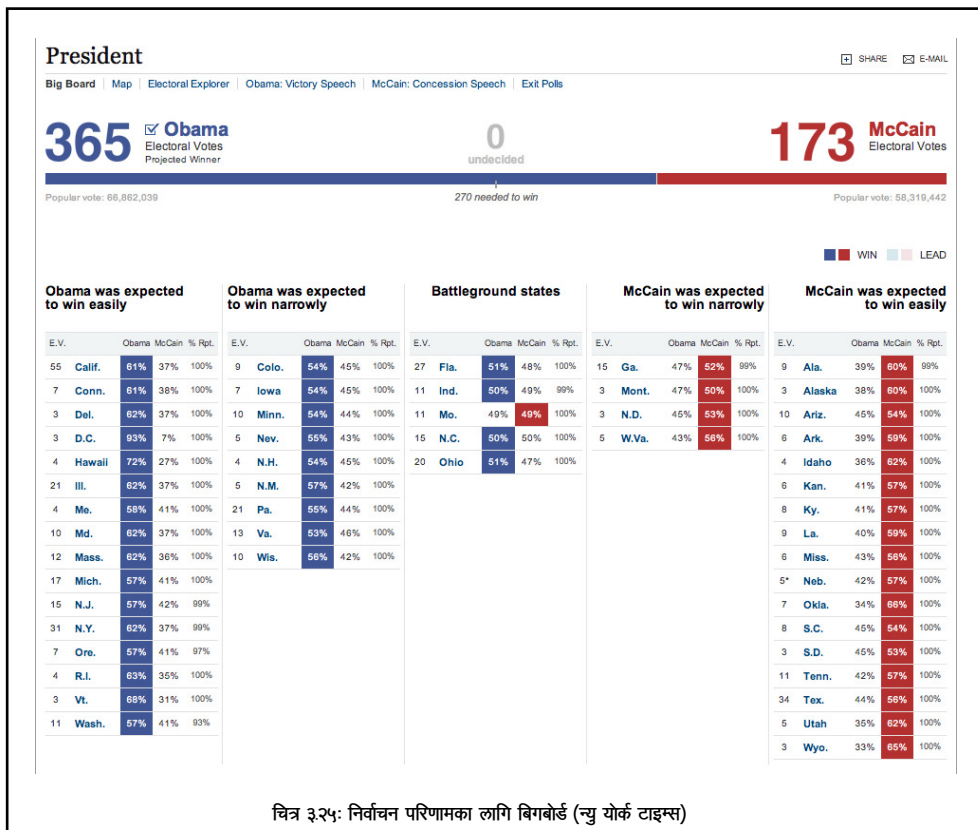 President
SHARE E-MAIL
Big Board | Map | Electoral Explorer | Obama: Victory Speech | McCain: Concession Speech | Exit Polls
365 Obama
Electoral Votes
Projected Winner
0
undecided
173 McCain
Electoral Votes
Popular vote: 66,862,039
270 needed to win
Popular vote: 58,319,442
WIN LEAD
Obama was expected
to win easily
E.V. Obama McCain % Rpt.
55 Calif. 61% 37% 100%
7 Conn. 61% 38% 100%
3 Del. 62% 37% 100%
3 D.C. 93% 7% 100%
4 Hawaii 72% 27% 100%
21 Ill. 62% 37% 100%
4 Me. 58% 41% 100%
10 Md. 62% 37% 100%
12 Mass. 62% 36% 100%
17 Mich. 57% 41% 100%
15 N.J. 57% 42% 99%
31 N.Y. 62% 37% 99%
7 Ore. 57% 41% 97%
4 R.I. 63% 35% 100%
3 Vt. 68% 31% 100%
11 Wash. 57% 41% 93%
Obama was expected
to win narrowly
E.V. Obama McCain % Rpt.
9 Colo. 54% 45% 100%
7 Iowa 54% 45% 100%
10 Minn. 54% 44% 100%
5 Nev. 55% 43% 100%
4 N.H. 54% 45% 100%
5 N.M. 57% 42% 100%
21 Pa. 55% 44% 100%
13 Va. 53% 46% 100%
10 Wis. 56% 42% 100%
Battleground states
E.V. Obama McCain % Rpt.
27 Fla. 51% 48% 100%
11 Ind. 50% 49% 99%
11 Mo. 49% 49% 100%
15 N.C. 50% 50% 100%
20 Ohio 51% 47% 100%
McCain was expected
to win narrowly
E.V. Obama McCain % Rpt.
15 Ga. 47% 52% 99%
3 Mont. 47% 50% 100%
3 N.D. 45% 53% 100%
5 W.Va. 43% 56% 100%
McCain was expected
to win easily
E.V. Obama McCain % Rpt.
9 Ala. 39% 60% 99%
3 Alaska 38% 60% 100%
10 Ariz. 45% 54% 100%
6 Ark. 39% 59% 100%
4 Idaho 36% 62% 100%
6 Kan. 41% 57% 100%
8 Ky. 41% 57% 100%
9 La. 40% 59% 100%
6 Miss. 43% 56% 100%
5* Neb. 42% 57% 100%
7 Okla. 34% 66% 100%
8 S.C. 45% 54% 100%
3 S.D. 45% 53% 100%
11 Tenn. 42% 57% 100%
34 Tex. 44% 56% 100%
5 Utah 35% 62% 100%
3 Wyo. 33% 65% 100%
चित्र ३.२५: निर्वाचन परिणामका लागि बिगबोर्ड (न्यु योर्क टाइम्स)